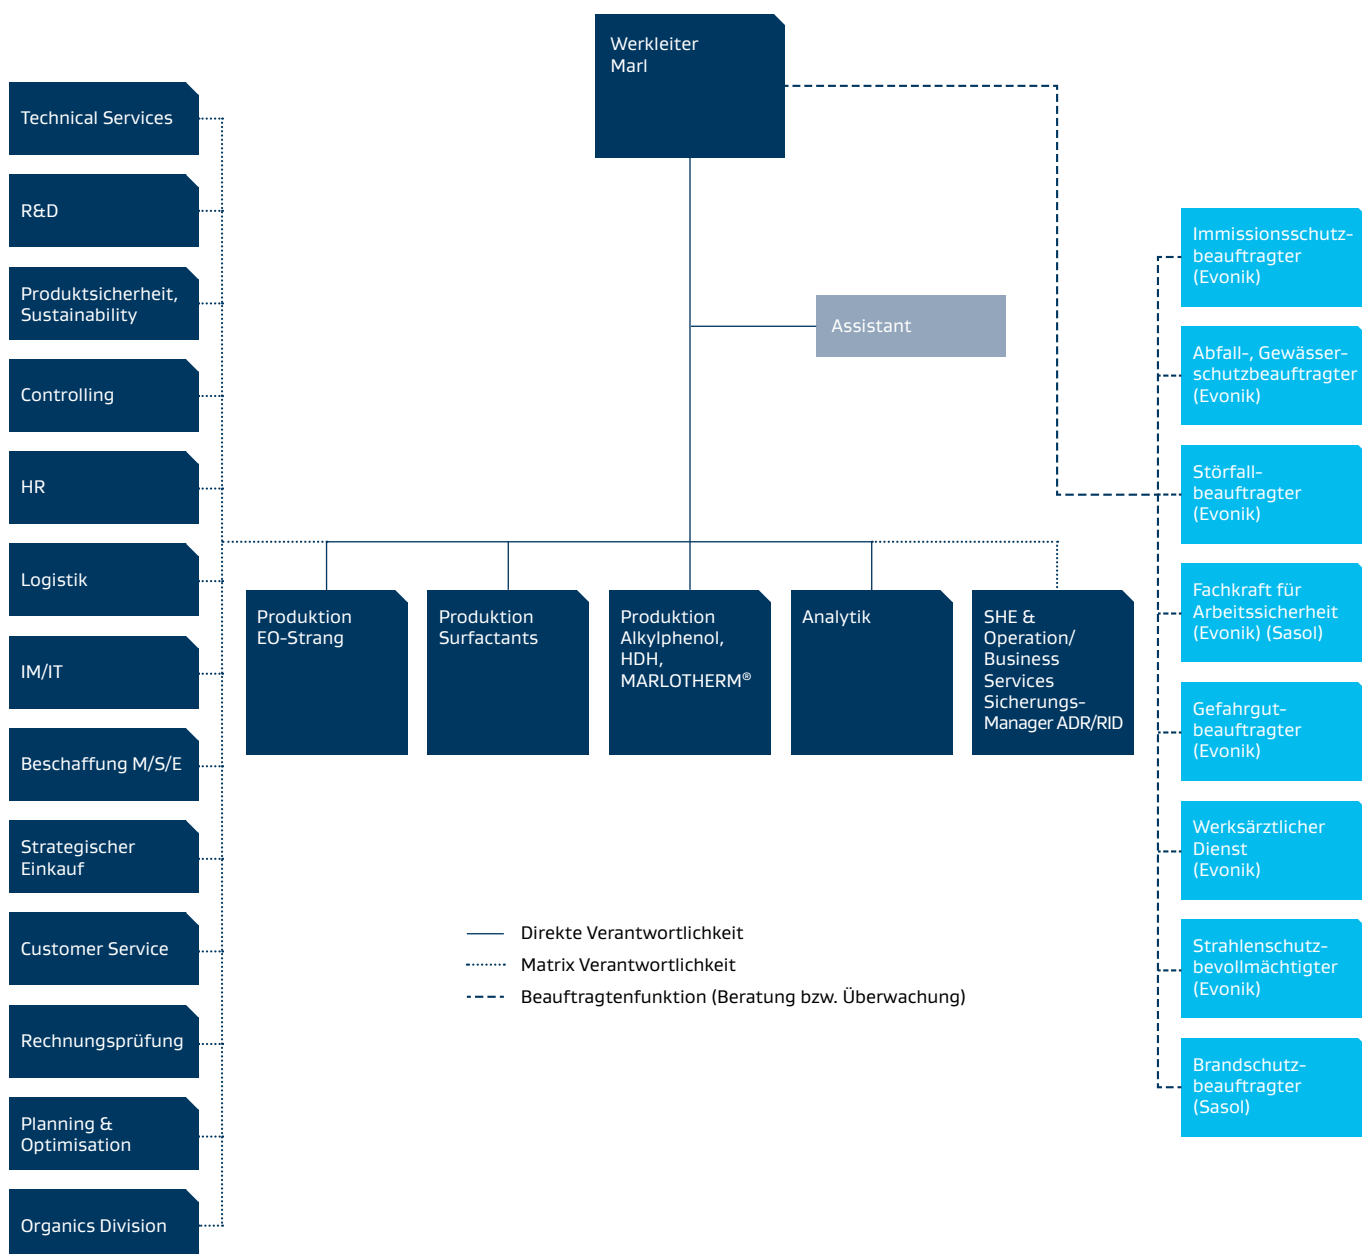 Werkleiter
Marl
Technical Services
R&D
Produktsicherheit,
Sustainability
Controlling
HR
Logistik
IM/IT
Beschaffung M/S/E
Strategischer
Einkauf
Customer Service
Rechnungsprüfung
Planning &
Optimisation
Organics Division
Assistant
Produktion
EO-Strang
Produktion
Surfactants
Produktion
Alkylphenol,
HDH,
MARLOTHERM®
Analytik
SHE &
Operation/
Business
Services
Sicherungs-
Manager ADR/RID
Immissionsschutz-
beauftragter
(Evonik)
Abfall-, Gewässer-
schutzbeauftragter
(Evonik)
Störfall-
beauftragter
(Evonik)
Fachkraft für
Arbeitssicherheit
(Evonik) (Sasol)
Gefahrgut-
beauftragter
(Evonik)
Werksärztlicher
Dienst
(Evonik)
Strahlenschutz-
bevollmächtigter
(Evonik)
Brandschutz-
beauftragter
(Sasol)
Direkte Verantwortlichkeit
Matrix Verantwortlichkeit
Beauftragtenfunktion (Beratung bzw. Überwachung)